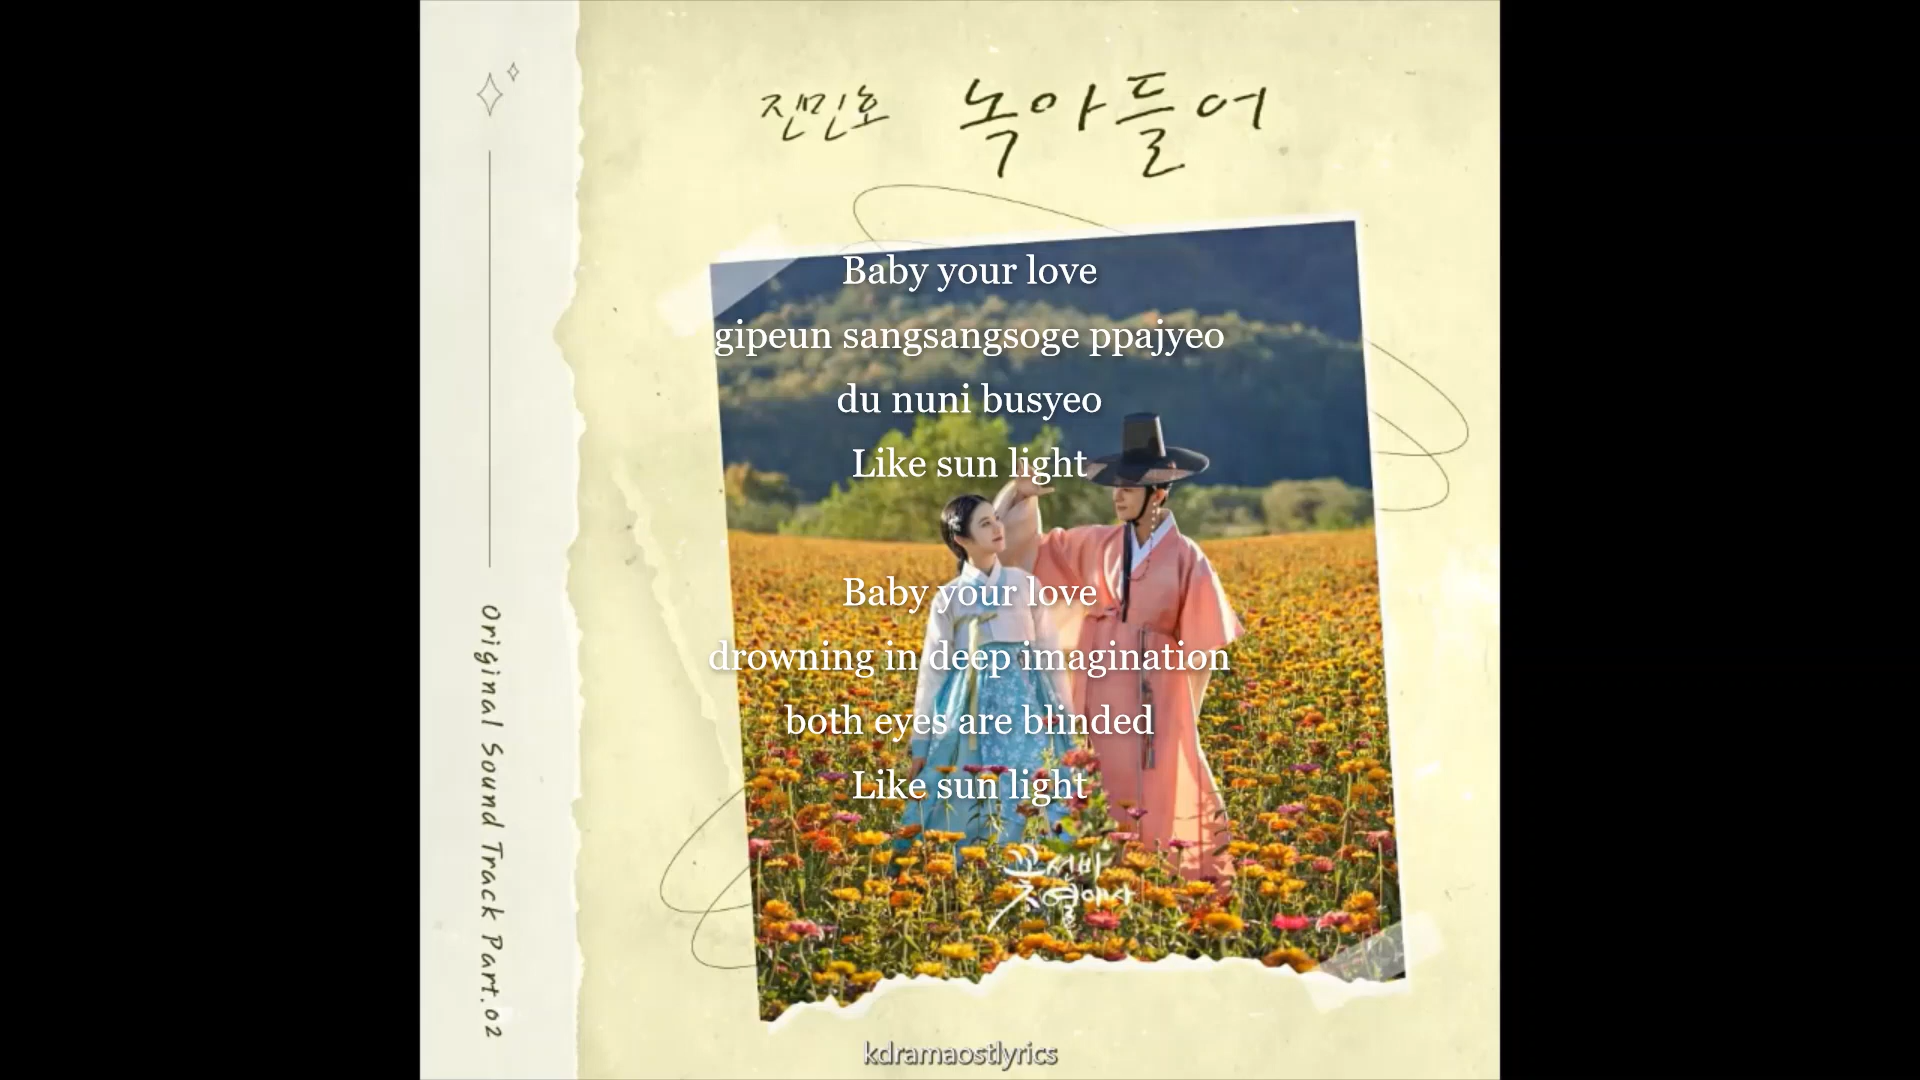 진민호 녹아들어
Baby your love
gipeun sangsangsoge ppajyeo
du nuni busyeo
Like sun light
Baby your love
drowning in deep imagination
both eyes are blinded
Like sun light
꽃선비
열애사
Original Sound Track Part.02
kdramaostlyrics